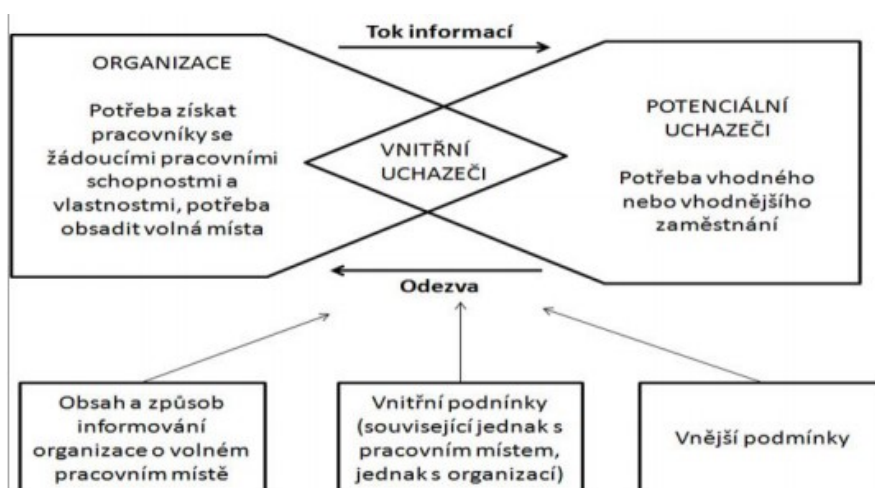 Tok informací
ORGANIZACE
Potřeba získat
pracovníky se
žádoucími pracovními
schopnostmi a
vlastnostmi, potřeba
obsadit volná místa
VNITŘNÍ
UCHAZEČI
POTENCIÁLNÍ
UCHAZEČI
Potřeba vhodného
nebo vhodnějšího
zaměstnání
Odezva
Obsah a způsob
informování
organizace o volném
pracovním místě
Vnitřní podnínky
(související jednak s
pracovním místem,
jednak s organizací)
Vnější podmínky